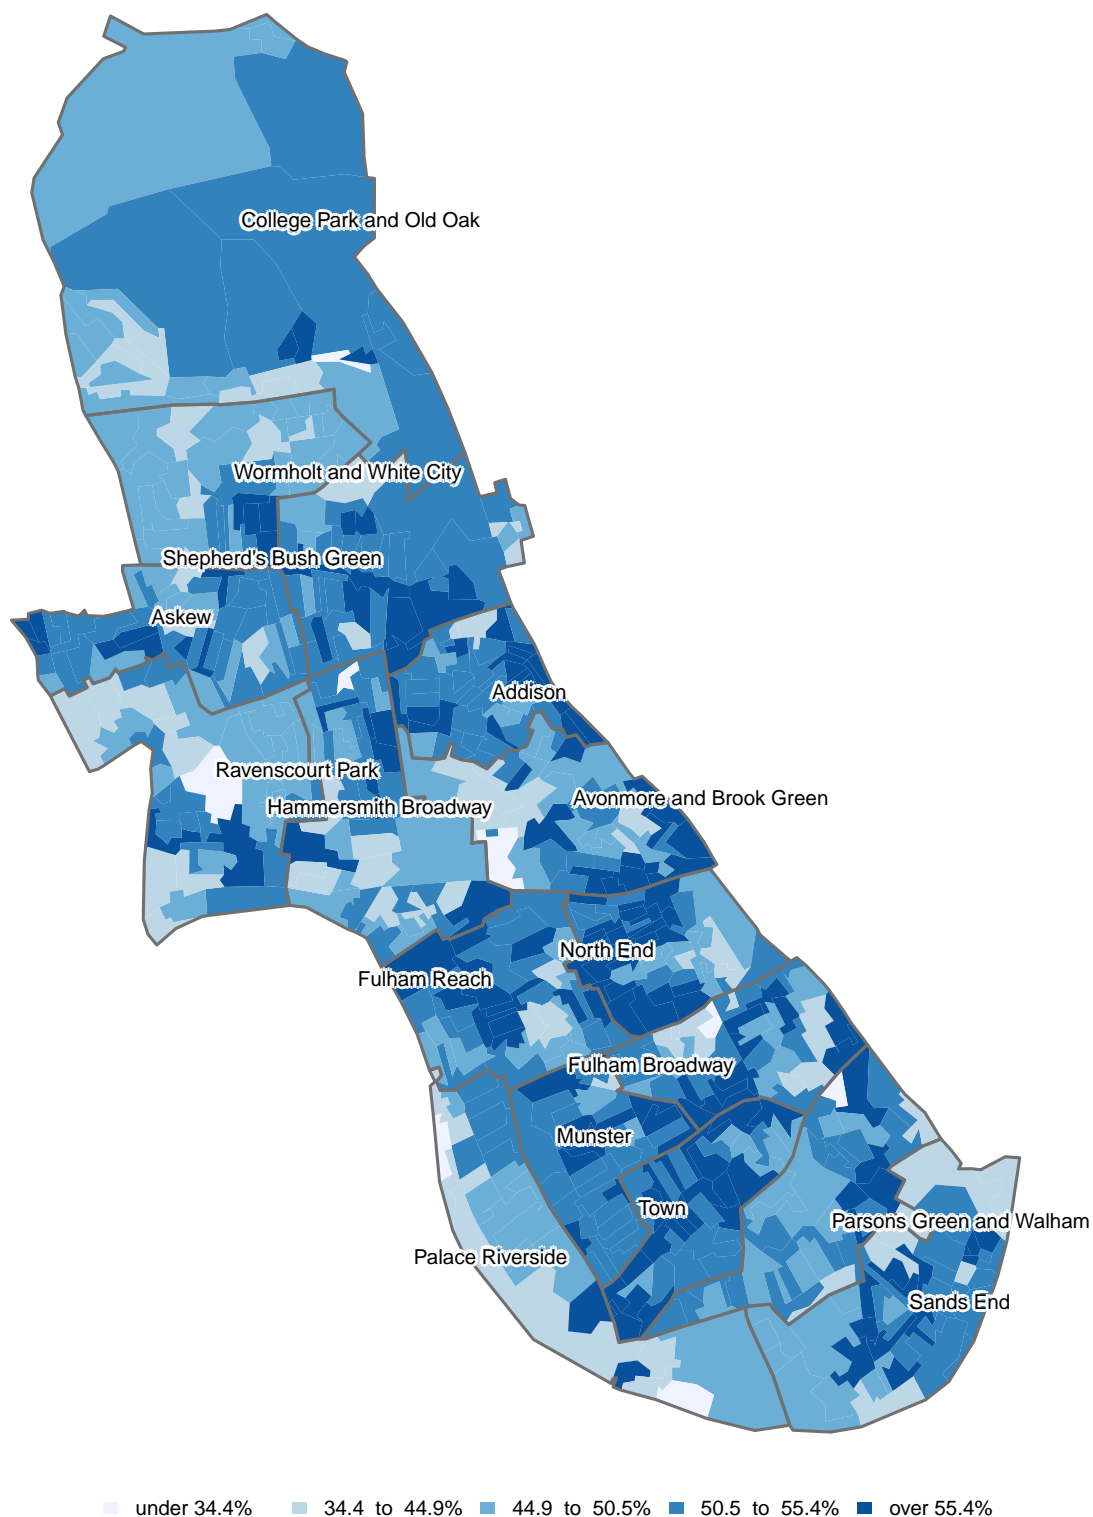 College Park and Old Oak
Wormholt and White City
Shepherd's Bush Green
Askew
Addison
Ravenscourt Park
Avonmore and Brook Green
Hammersmith Broadway
North End
Fulham Reach
Fulham Broadway
Munster
Town
Parsons Green and Walham
Palace Riverside
Sands End
under 34.4% 34.4 to 44.9% 44.9 to 50.5% 50.5 to 55.4% over 55.4%